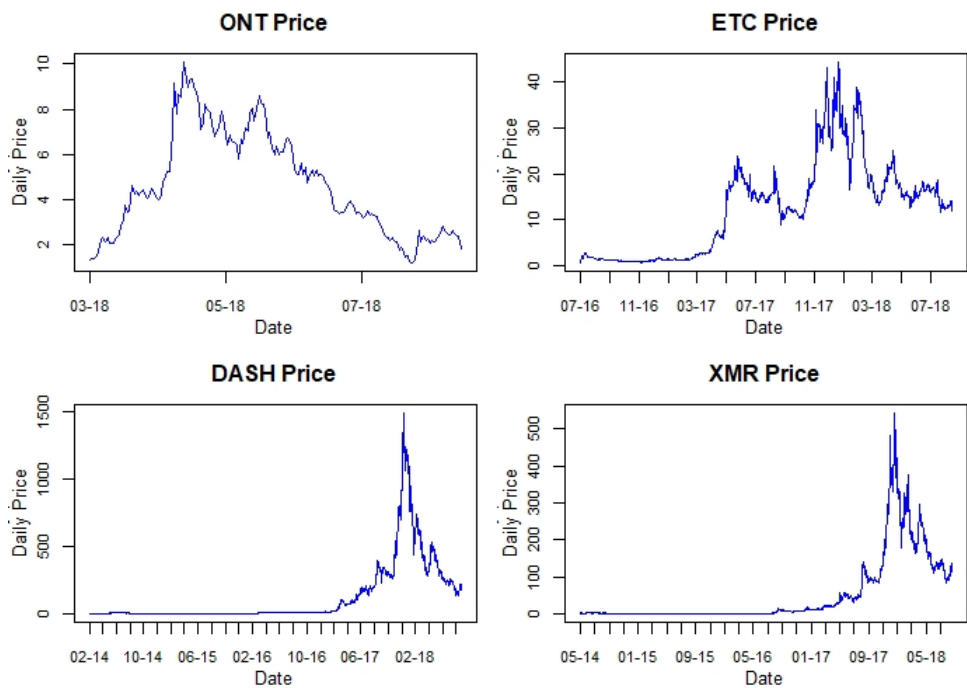 ONT Price
Daily Price
10
8
6
4
2
03-18 05-18 07-18
Date
ETC Price
Daily Price
40
30
20
10
0
07-16 11-16 03-17 07-17 11-17 03-18 07-18
Date
DASH Price
Daily Price
1500
1000
500
0
02-14 10-14 06-15 02-16 10-16 06-17 02-18
Date
XMR Price
Daily Price
500
400
300
200
100
0
05-14 01-15 09-15 05-16 01-17 09-17 05-18
Date